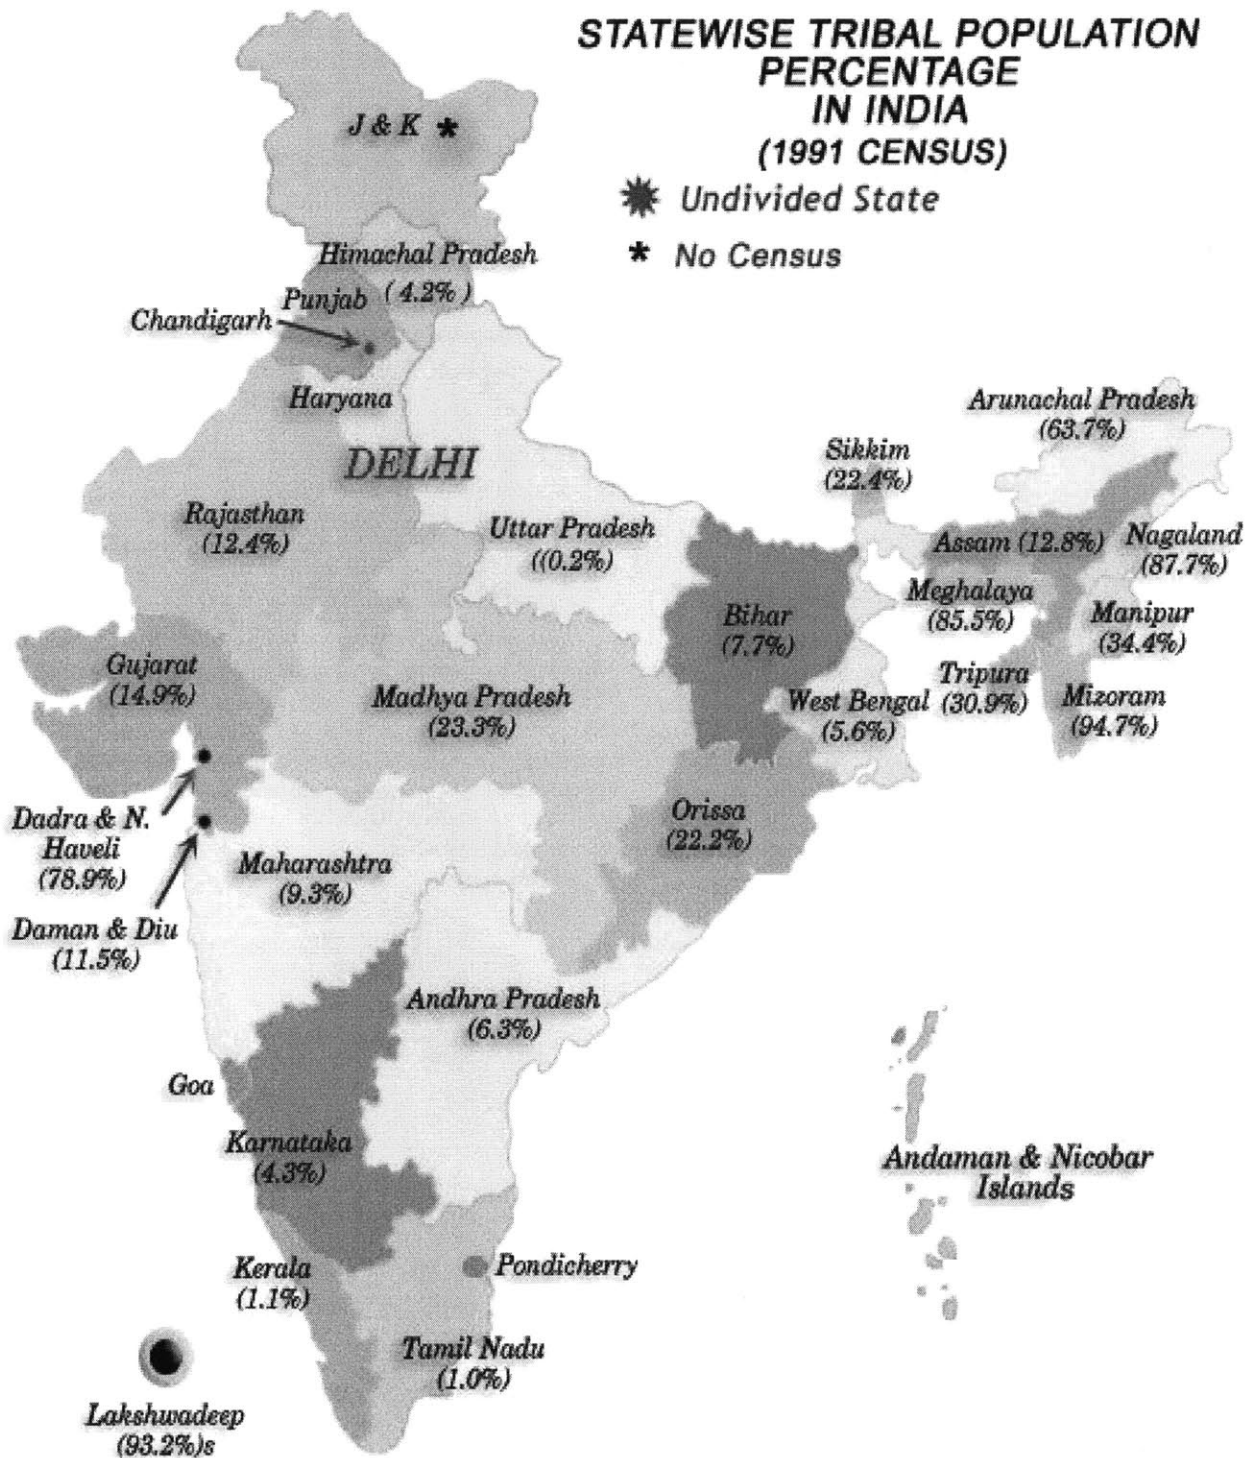 STATEWISE TRIBAL POPULATION
PERCENTAGE
IN INDIA
(1991 CENSUS)
Undivided State
* No Census
J & K *
Himachal Pradesh
(4.2%)
Punjab
Chandigarh
Haryana
DELHI
Arunachal Pradesh
(63.7%)
Sikkim
(22.4%)
Rajasthan
(12.4%)
Uttar Pradesh
((0.2%)
Assam (12.8%)
Nagaland
(87.7%)
Meghalaya
(85.5%)
Bihar
(7.7%)
Manipur
(34.4%)
Gujarat
(14.9%)
Madhya Pradesh
(23.3%)
West Bengal
(5.6%)
Tripura
(30.9%)
Mizoram
(94.7%)
Dadra & N.
Haveli
(78.9%)
Orissa
(22.2%)
Maharashtra
(9.3%)
Daman & Diu
(11.5%)
Andhra Pradesh
(6.3%)
Goa
Karnataka
(4.3%)
Andaman & Nicobar
Islands
Kerala
(1.1%)
Pondicherry
Tamil Nadu
(1.0%)
Lakshwadeep
(93.2%)s